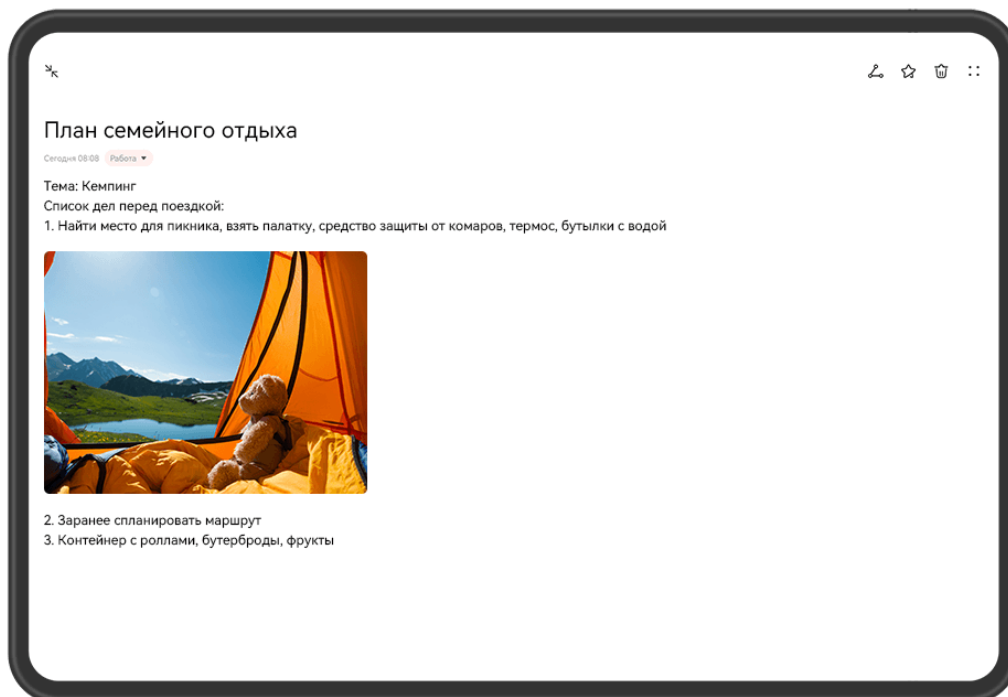 План семейного отдыха
Сегодня 08:08 Работа
Тема: Кемпинг
Список дел перед поездкой:
1. Найти место для пикника, взять палатку, средство защиты от комаров, термос, бутылки с водой
2. Заранее спланировать маршрут
3. Контейнер с роллами, бутерброды, фрукты